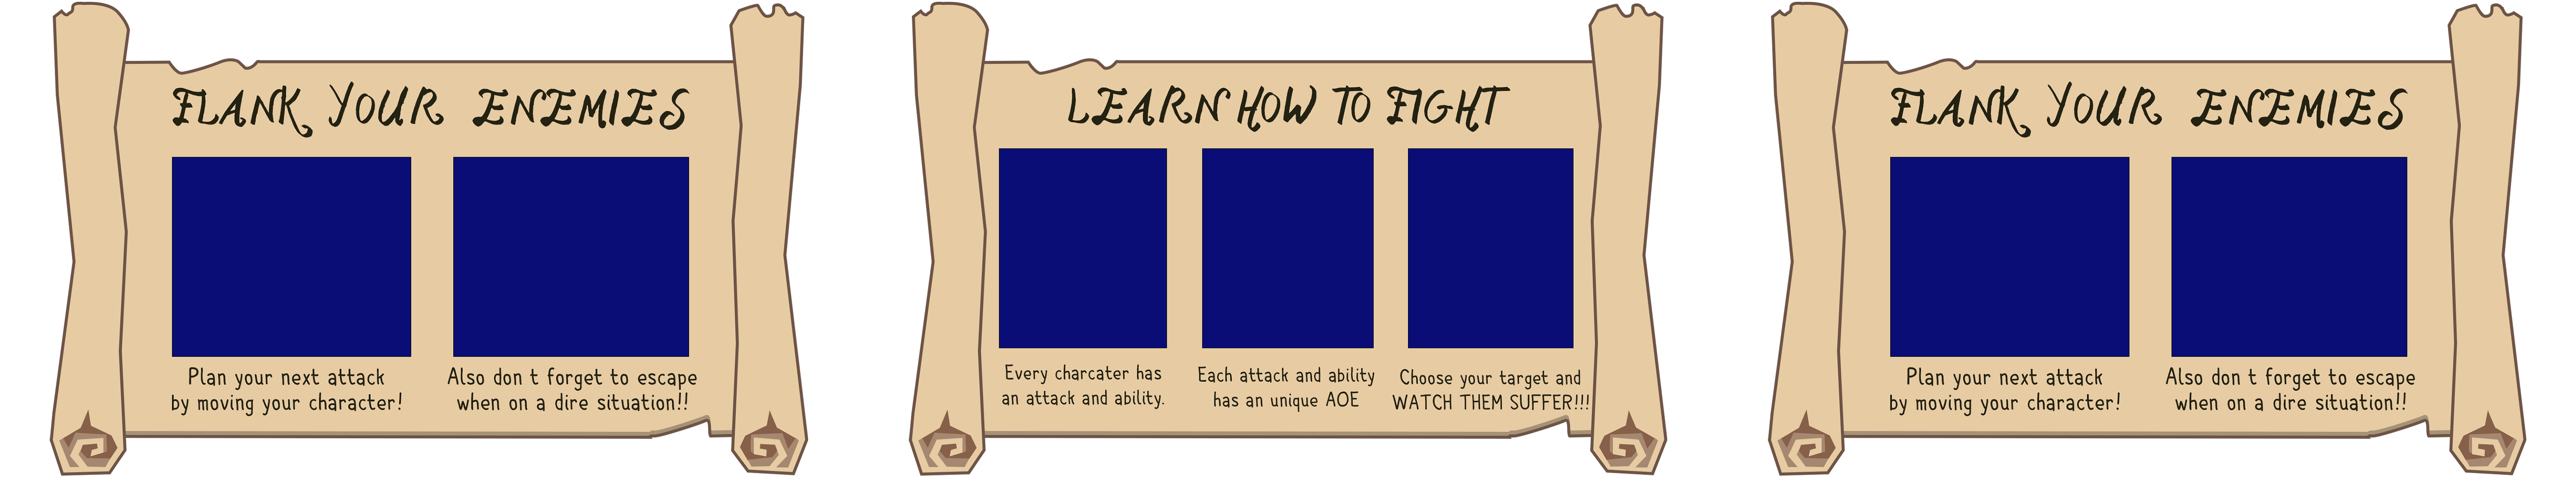 FLANK YOUR ENEMIES
Plan your next attack
by moving your character!
Also don t forget to escape
when on a dire situation!!
LEARN HOW TO FIGHT
Every charcater has
an attack and ability.
Each attack and ability
has an unique AOE
Choose your target and
WATCH THEM SUFFER!!!
FLANK YOUR ENEMIES
Plan your next attack
by moving your character!
Also don t forget to escape
when on a dire situation!!